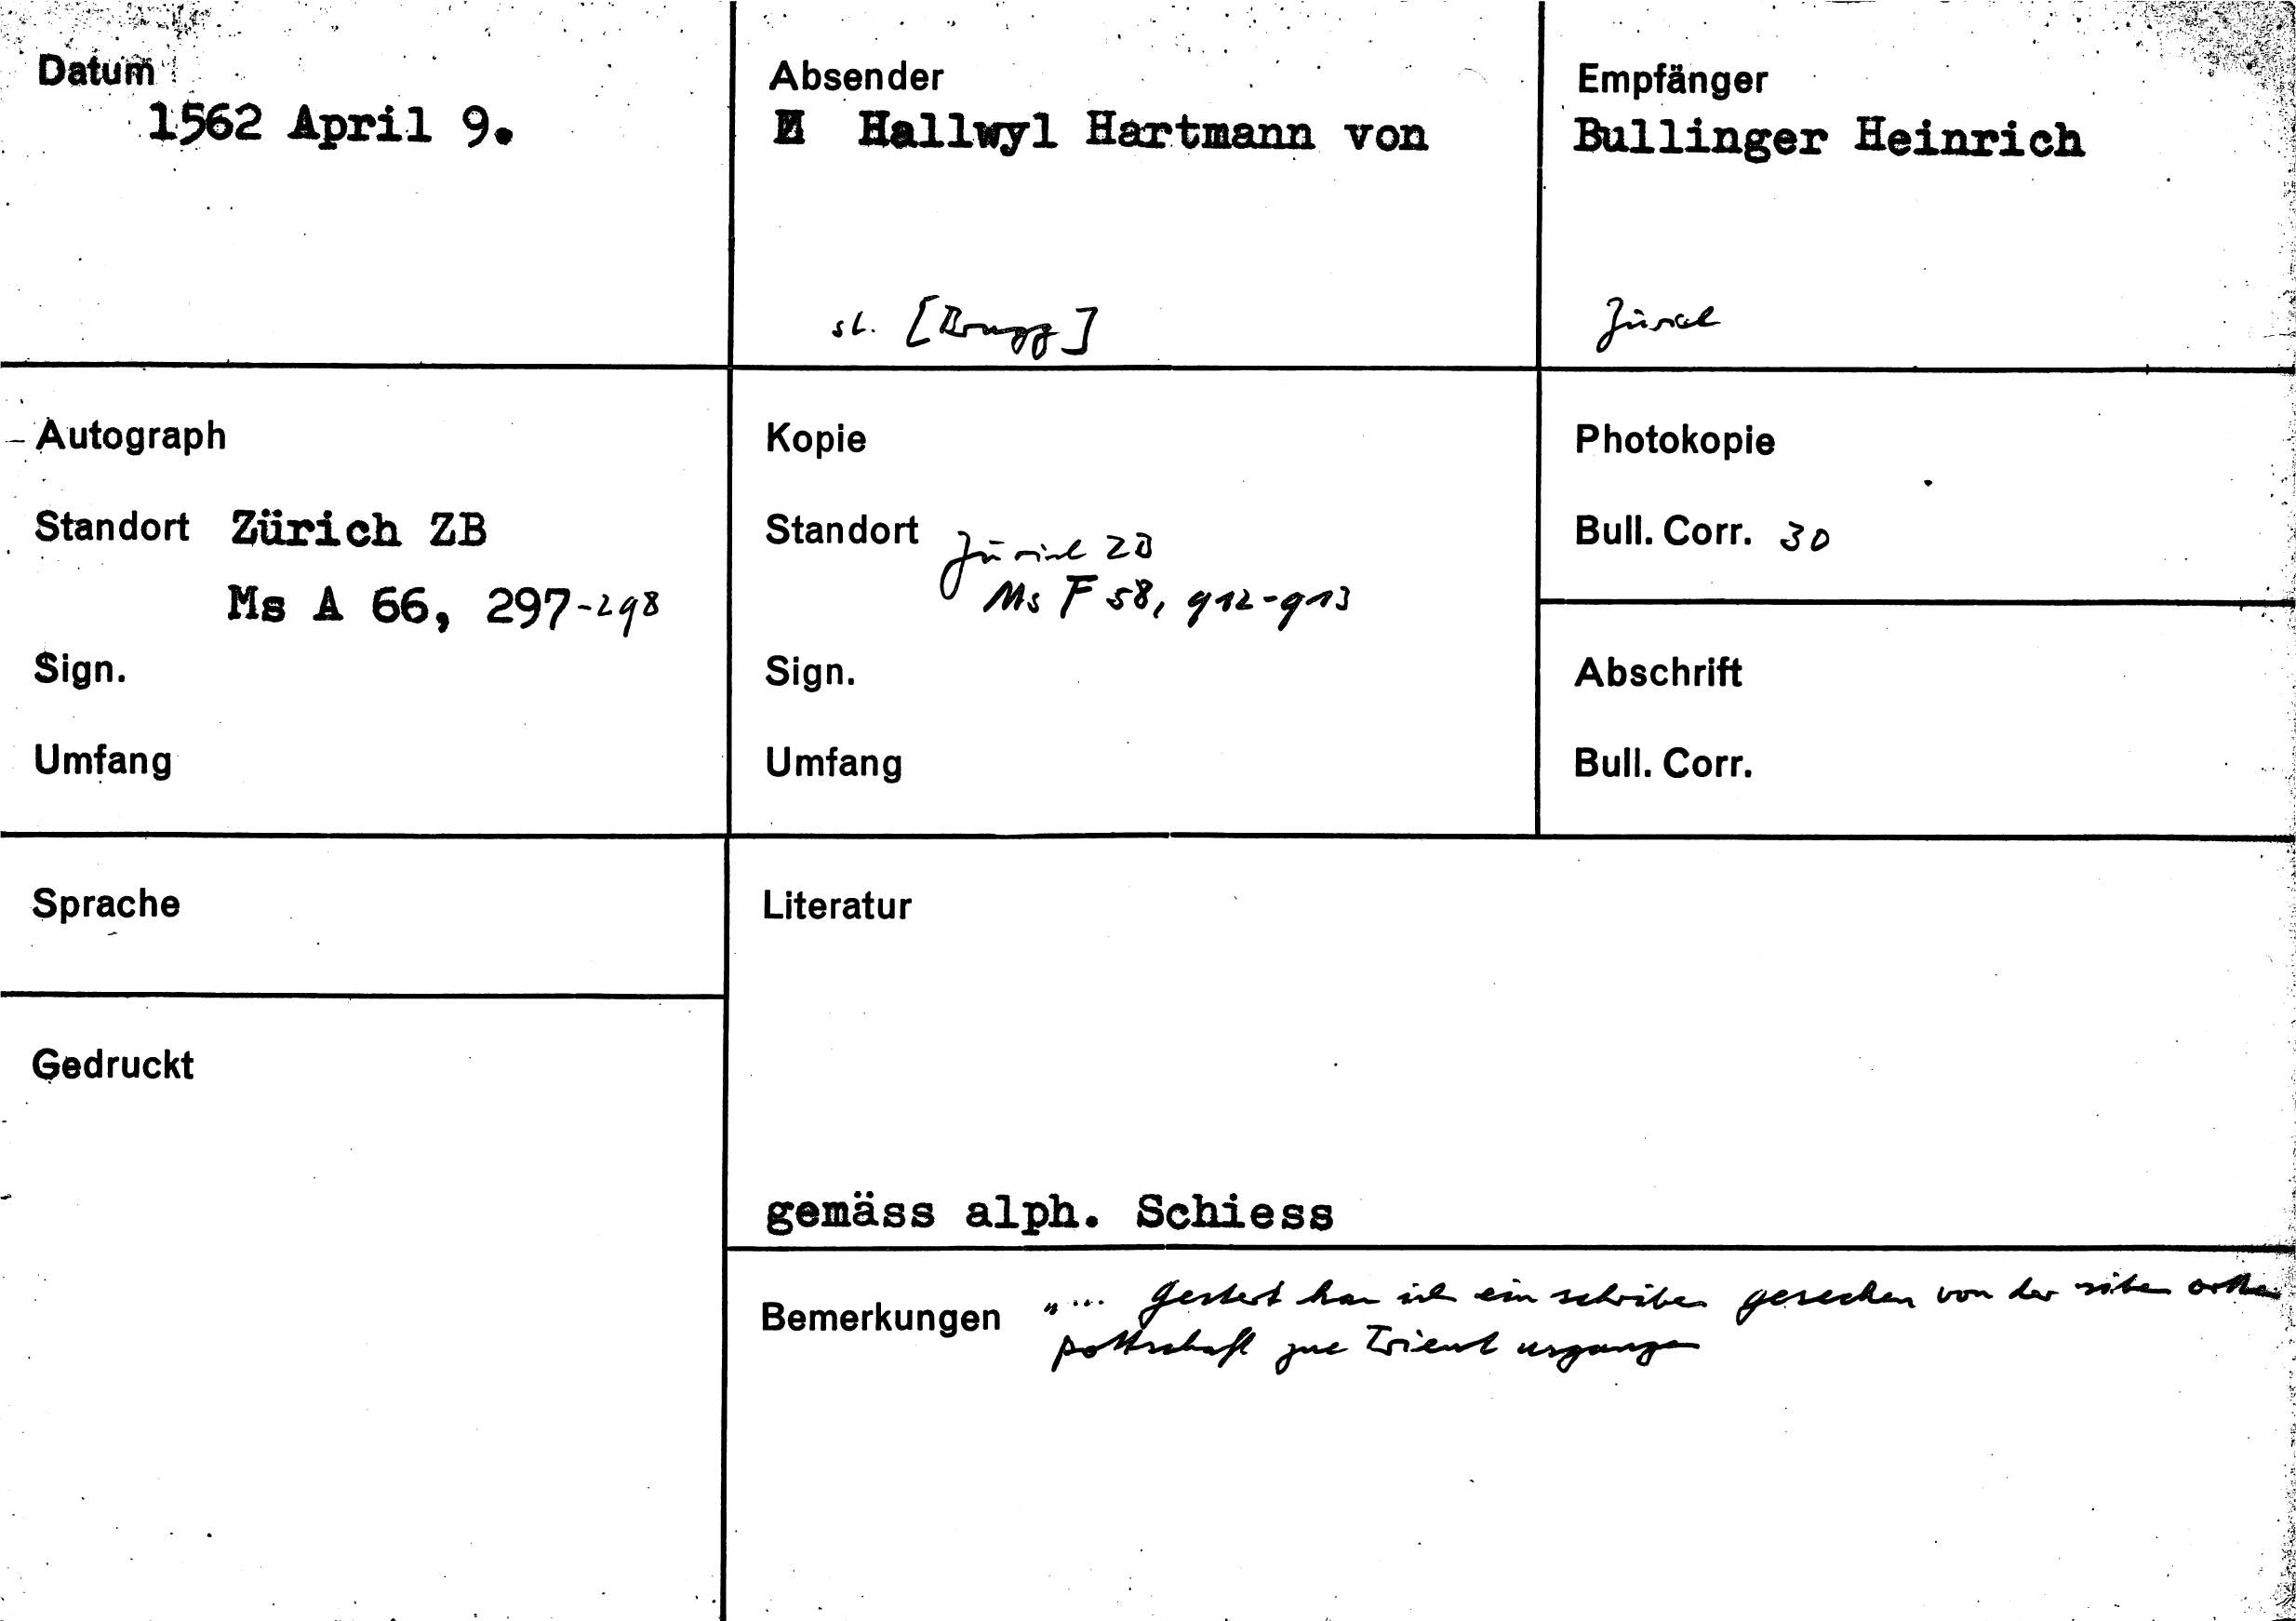 Datum
1562 April 9.
Absender
Hallwyl Hartmann von
[Brugg]
Empfänger
Bullinger Heinrich
Zürich
Autograph
Standort Zürich ZB
Ms A 66, 297-298
Sign.
Umfang
Kopie
Standort Zürich ZB
Ms F 58, 912-913
Sign.
Umfang
Photokopie
Bull. Corr. 30
Abschrift
Bull. Corr.
Sprache
Literatur
gemäss alph. Schiess
Gedruckt
Bemerkungen "... Gestert han ich ein schriben gesechen von der siben orthe
pottschaft zue Trient usgangen